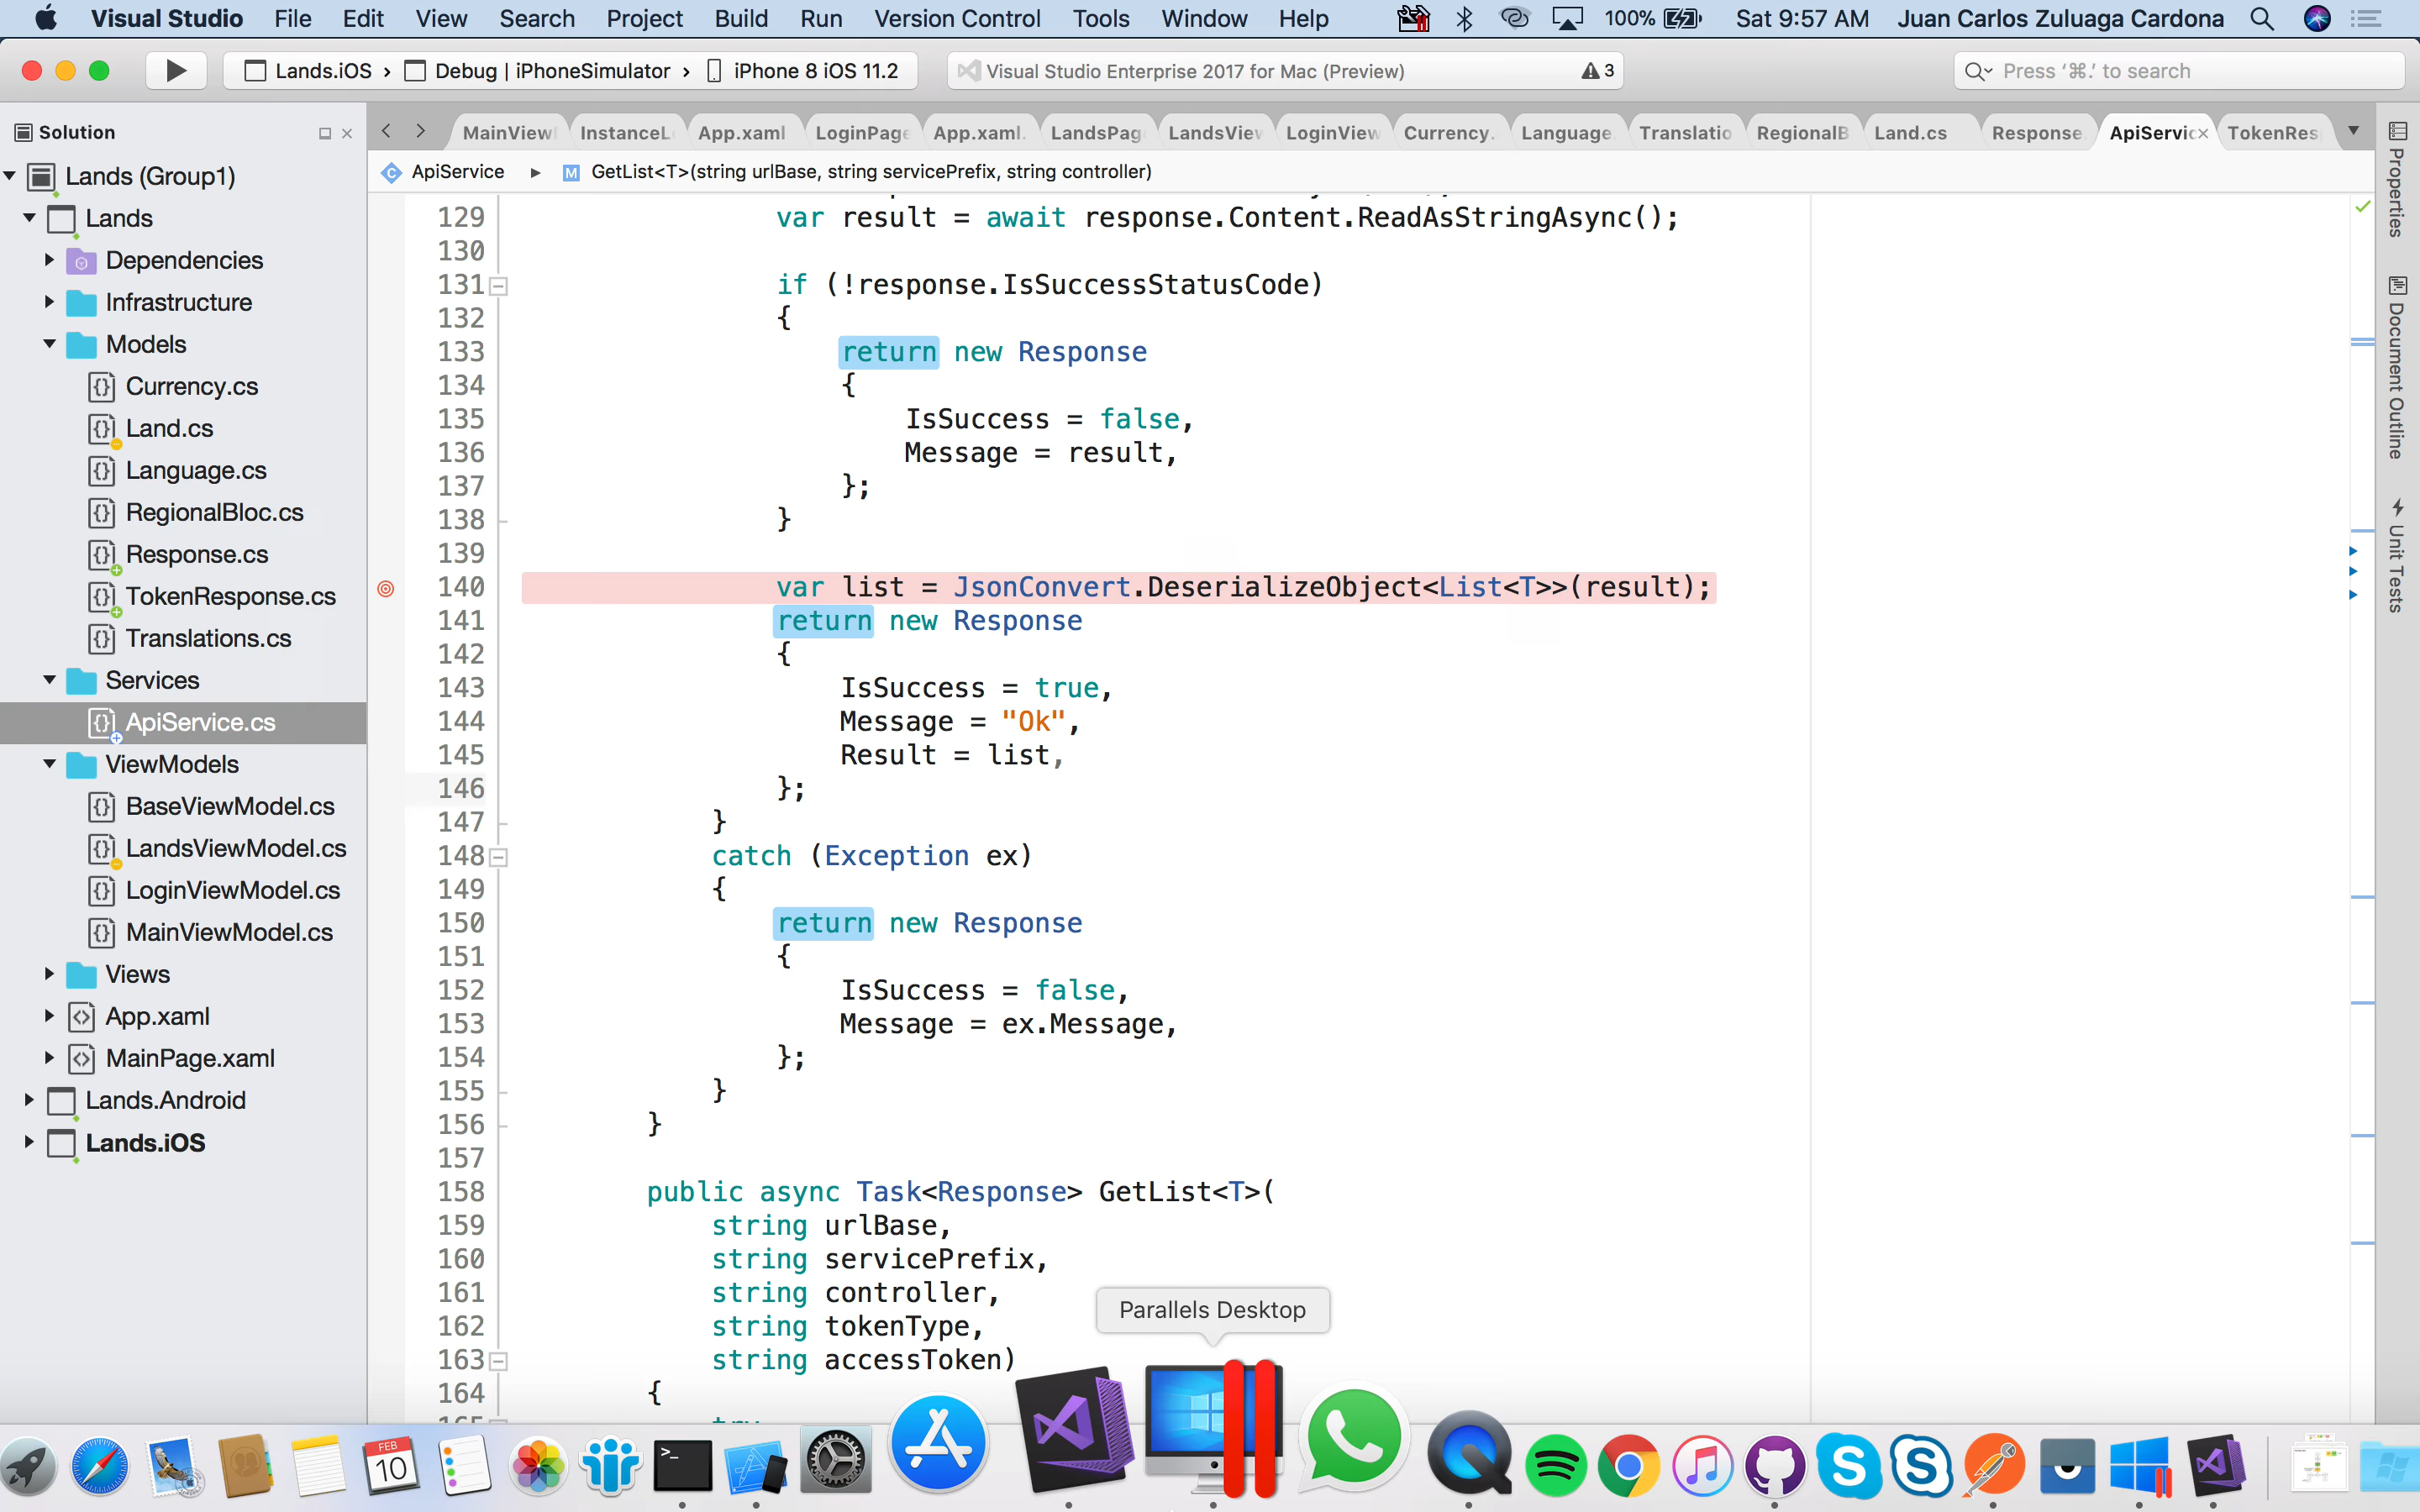 Visual Studio File Edit View Search Project Build Run Version Control Tools Window Help 100% Sat 9:57 AM Juan Carlos Zuluaga Cardona
Lands.iOS › Debug | iPhoneSimulator › iPhone 8 iOS 11.2
Visual Studio Enterprise 2017 for Mac (Preview) 3
Press '⌘.' to search
Solution
MainView InstanceL App.xaml LoginPage App.xaml. LandsPag LandsView LoginView Currency. Language Translatio RegionalB Land.cs Response ApiServic× TokenRes
ApiService ▸ M GetList<T>(string urlBase, string servicePrefix, string controller)
Lands (Group1)
Lands
Dependencies
Infrastructure
Models
Currency.cs
Land.cs
Language.cs
RegionalBloc.cs
Response.cs
TokenResponse.cs
Translations.cs
Services
ApiService.cs
ViewModels
BaseViewModel.cs
LandsViewModel.cs
LoginViewModel.cs
MainViewModel.cs
Views
App.xaml
MainPage.xaml
Lands.Android
Lands.iOS
129 var result = await response.Content.ReadAsStringAsync();
130
131 if (!response.IsSuccessStatusCode)
132 {
133 return new Response
134 {
135 IsSuccess = false,
136 Message = result,
137 };
138 }
139
140 var list = JsonConvert.DeserializeObject<List<T>>(result);
141 return new Response
142 {
143 IsSuccess = true,
144 Message = "Ok",
145 Result = list,
146 };
147 }
148 catch (Exception ex)
149 {
150 return new Response
151 {
152 IsSuccess = false,
153 Message = ex.Message,
154 };
155 }
156 }
157
158 public async Task<Response> GetList<T>(
159 string urlBase,
160 string servicePrefix,
161 string controller,
162 string tokenType,
163 string accessToken)
164 {
165 try
Properties
Document Outline
Unit Tests
Parallels Desktop
FEB
10